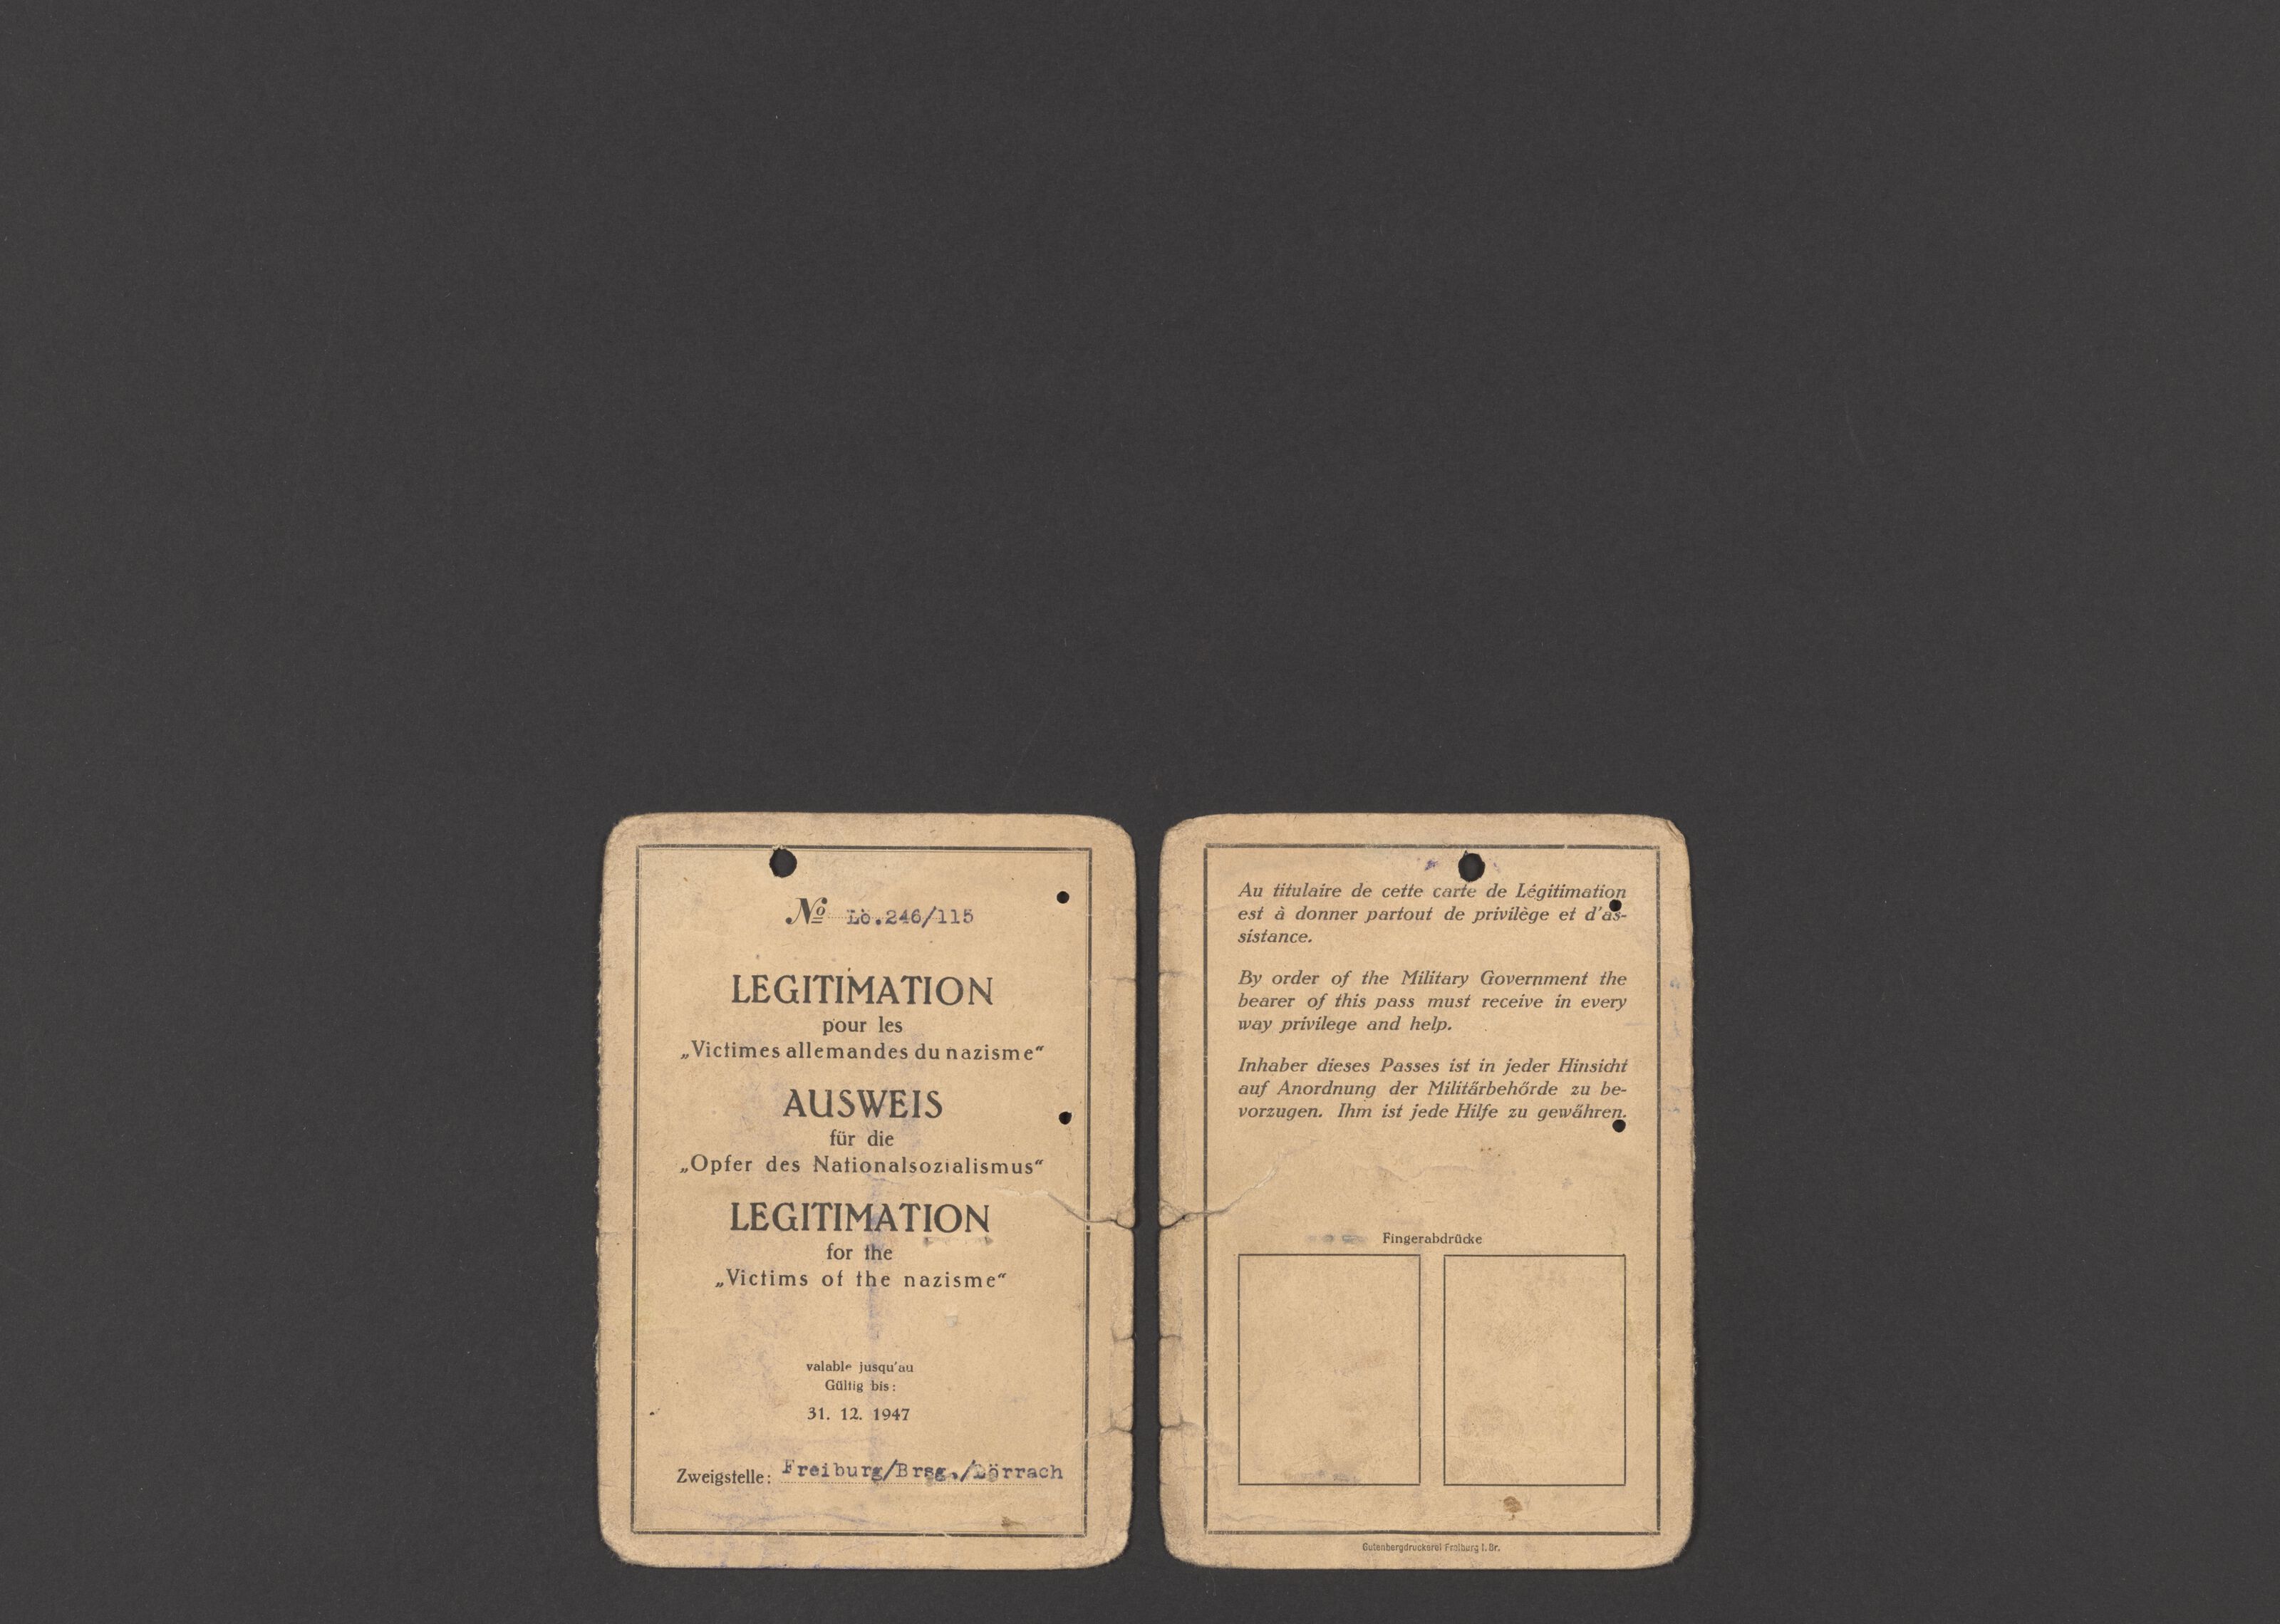 No Lö.246/115
LEGITIMATION
pour les
„Victimes allemandes du nazisme“
AUSWEIS
für die
„Opfer des Nationalsozialismus“
LEGITIMATION
for the
„Victims of the nazisme“
valable jusqu'au
Gültig bis:
31. 12. 1947
Zweigstelle: Freiburg/Brsg./Lörrach
Au titulaire de cette carte de Légitimation
est à donner partout de privilège et d'as-
sistance.
By order of the Military Government the
bearer of this pass must receive in every
way privilege and help.
Inhaber dieses Passes ist in jeder Hinsicht
auf Anordnung der Militärbehörde zu be-
vorzugen. Ihm ist jede Hilfe zu gewähren.
Fingerabdrücke
Gutenbergdruckerei Freiburg i. Br.